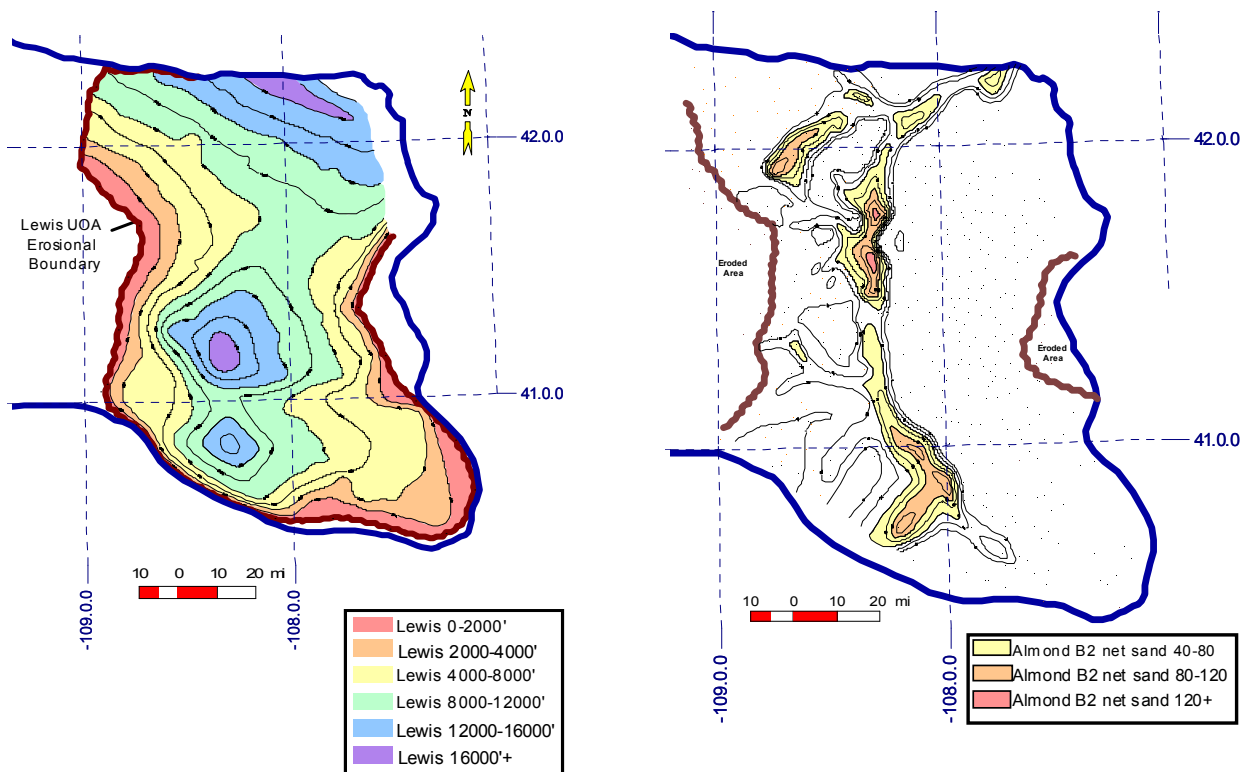 N
42.0.0
Lewis UOA
Erosional
Boundary
41.0.0
10 0 10 20 mi
-109.0.0
-108.0.0
Lewis 0-2000'
Lewis 2000-4000'
Lewis 4000-8000'
Lewis 8000-12000'
Lewis 12000-16000'
Lewis 16000'+
42.0.0
Eroded
Area
Eroded
Area
41.0.0
10 0 10 20 mi
-109.0.0
-108.0.0
Almond B2 net sand 40-80
Almond B2 net sand 80-120
Almond B2 net sand 120+